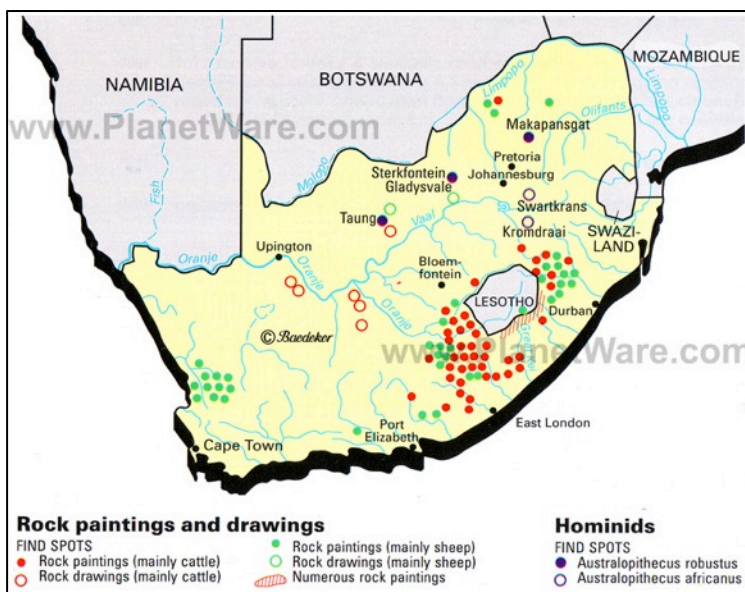 NAMIBIA
BOTSWANA
MOZAMBIQUE
Limpopo
Limpopo
Olifants
www.PlanetWare.com
Makapansgat
Fish
Molopo
Pretoria
Johannesburg
Sterkfontein
Gladysvale
Swartkrans
Taung
Vaal
Kromdraai
SWAZI-
LAND
Oranje
Upington
Oranje
Bloem-
fontein
LESOTHO
Durban
Oranje
© Baedeker
www.PlanetWare.com
Port
Elizabeth
East London
Cape Town
Rock paintings and drawings
FIND SPOTS
Rock paintings (mainly cattle)
Rock drawings (mainly cattle)
Rock paintings (mainly sheep)
Rock drawings (mainly sheep)
Numerous rock paintings
Hominids
FIND SPOTS
Australopithecus robustus
Australopithecus africanus